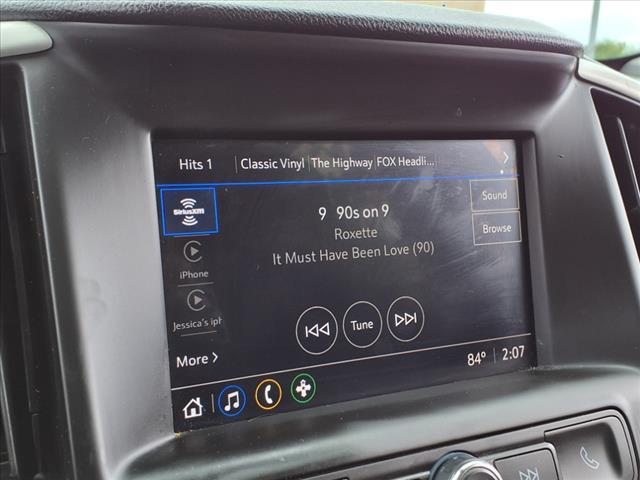 Hits 1 Classic Vinyl The Highway FOX Headli...
SiriusXM
9 90s on 9
Sound
Roxette
Browse
It Must Have Been Love (90)
iPhone
Jessica's iph
Tune
More >
84° 2:07